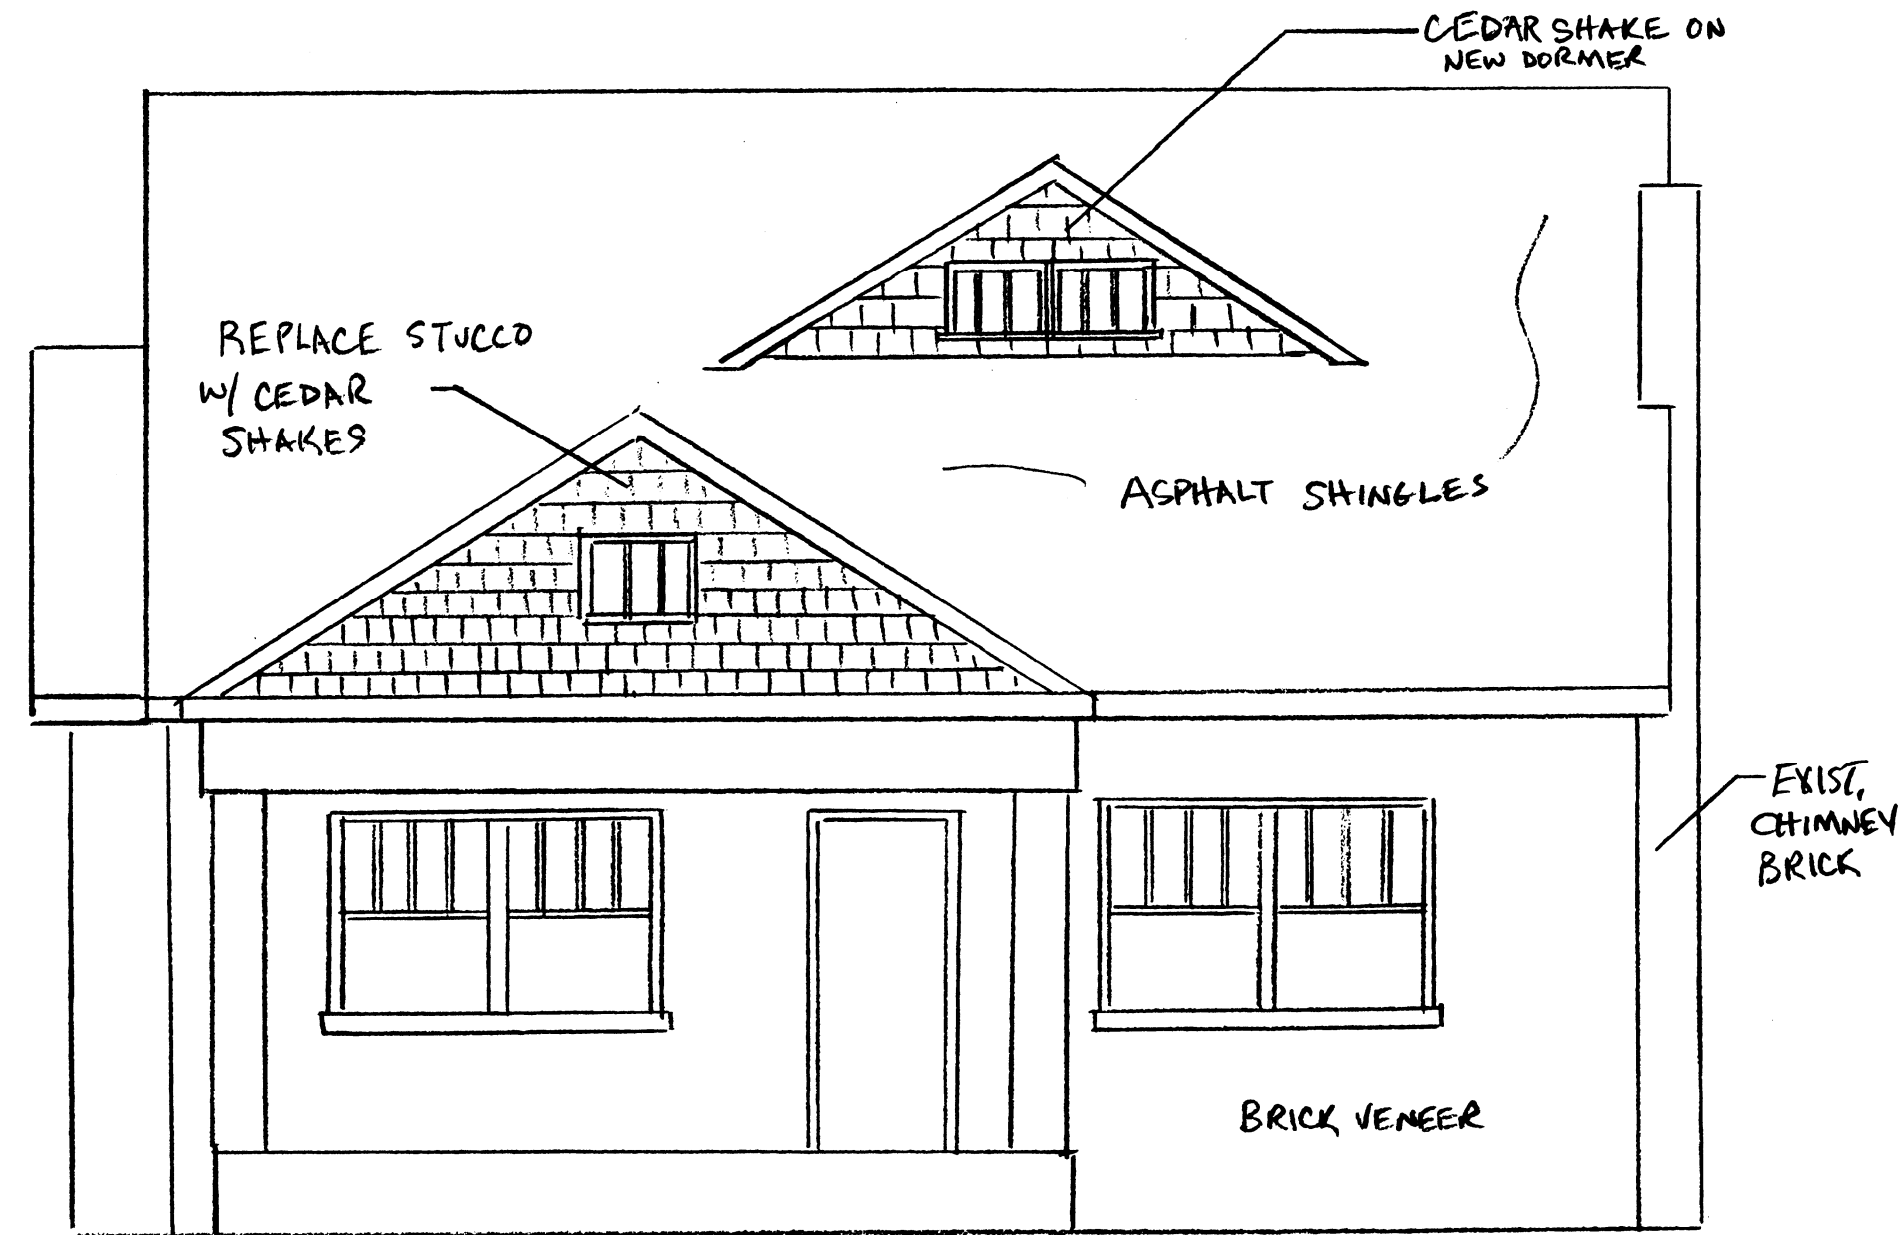 CEDAR SHAKE ON
NEW DORMER
REPLACE STUCCO
W/ CEDAR
SHAKES
ASPHALT SHINGLES
EXIST.
CHIMNEY
BRICK
BRICK VENEER